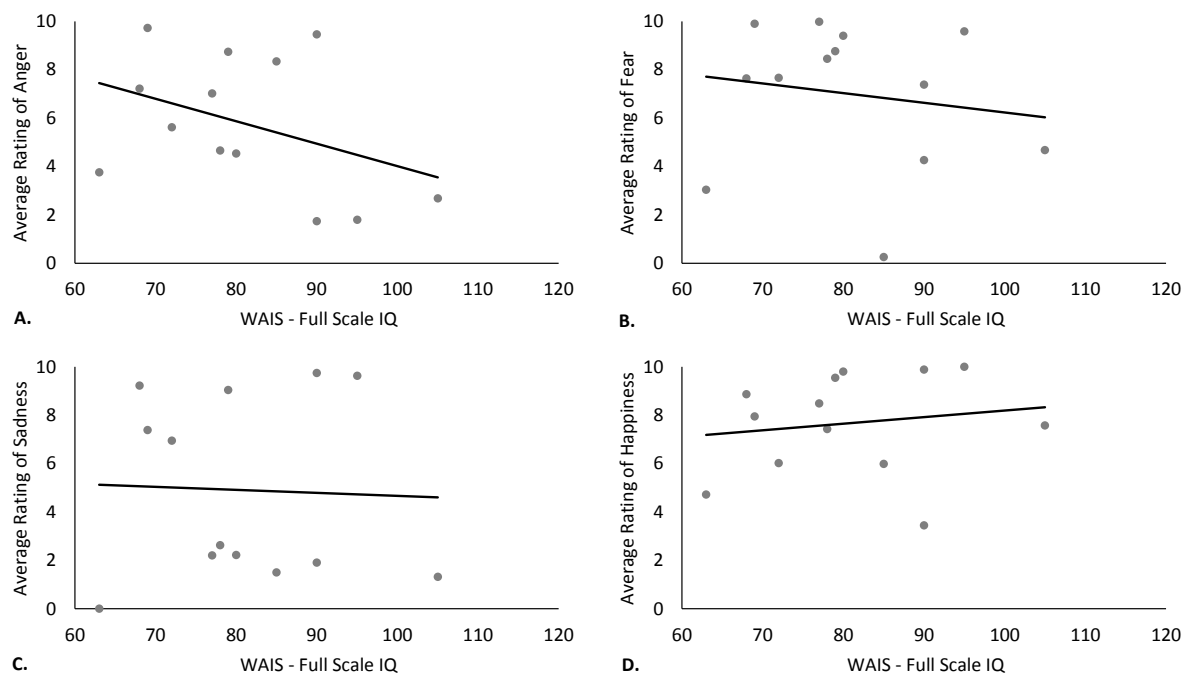 Average Rating of Anger
10
8
6
4
2
0
60 70 80 90 100 110 120
A. WAIS - Full Scale IQ
Average Rating of Fear
10
8
6
4
2
0
60 70 80 90 100 110 120
B. WAIS - Full Scale IQ
Average Rating of Sadness
10
8
6
4
2
0
60 70 80 90 100 110 120
C. WAIS - Full Scale IQ
Average Rating of Happiness
10
8
6
4
2
0
60 70 80 90 100 110 120
D. WAIS - Full Scale IQ